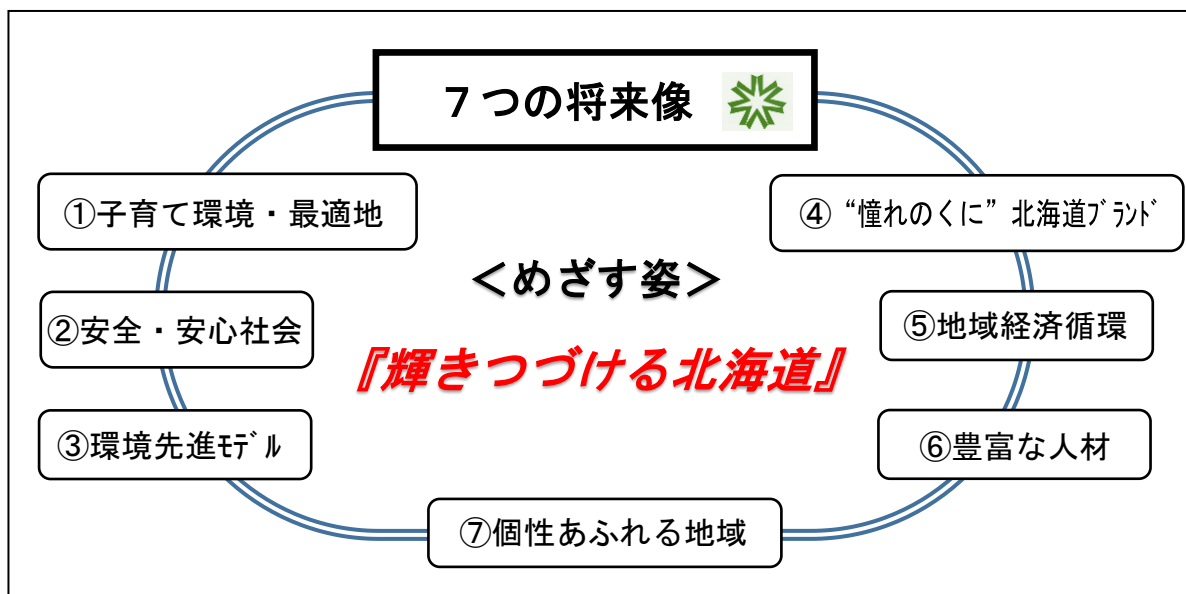 ７つの将来像
①子育て環境・最適地
②安全・安心社会
③環境先進ﾓﾃﾞﾙ
＜めざす姿＞
『輝きつづける北海道』
④“憧れのくに”北海道ﾌﾞﾗﾝﾄﾞ
⑤地域経済循環
⑥豊富な人材
⑦個性あふれる地域